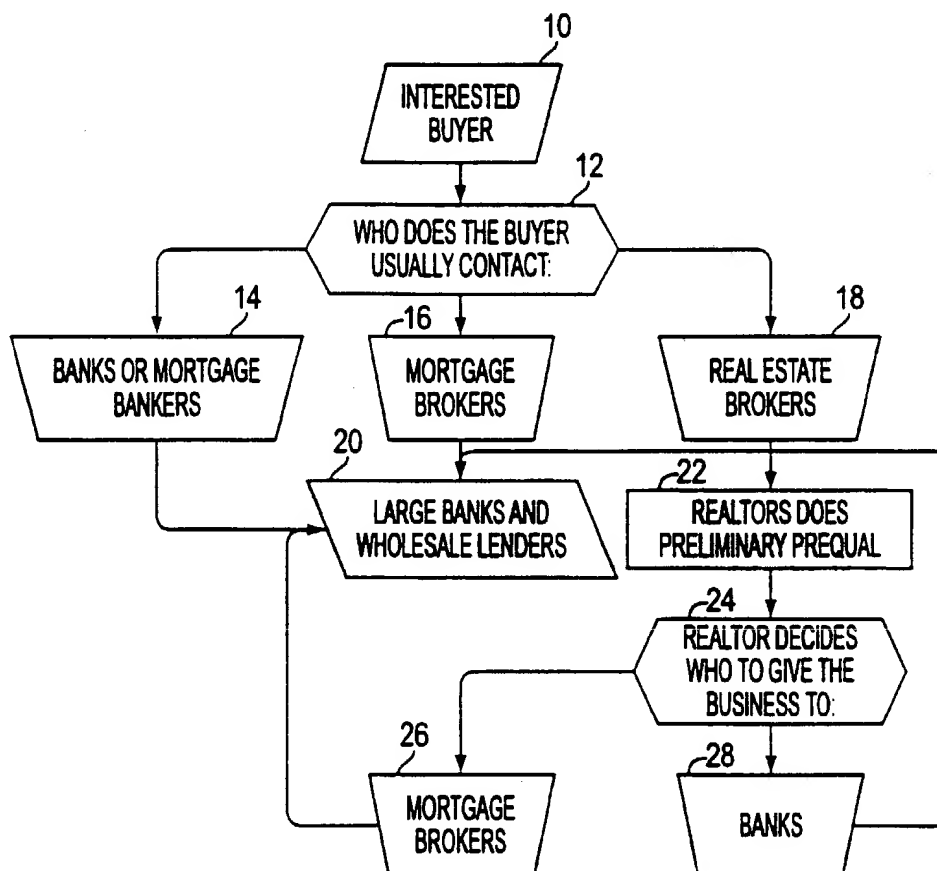 10
INTERESTED
BUYER
12
WHO DOES THE BUYER
USUALLY CONTACT:
14
BANKS OR MORTGAGE
BANKERS
16
MORTGAGE
BROKERS
18
REAL ESTATE
BROKERS
20
LARGE BANKS AND
WHOLESALE LENDERS
22
REALTORS DOES
PRELIMINARY PREQUAL
24
REALTOR DECIDES
WHO TO GIVE THE
BUSINESS TO:
26
MORTGAGE
BROKERS
28
BANKS